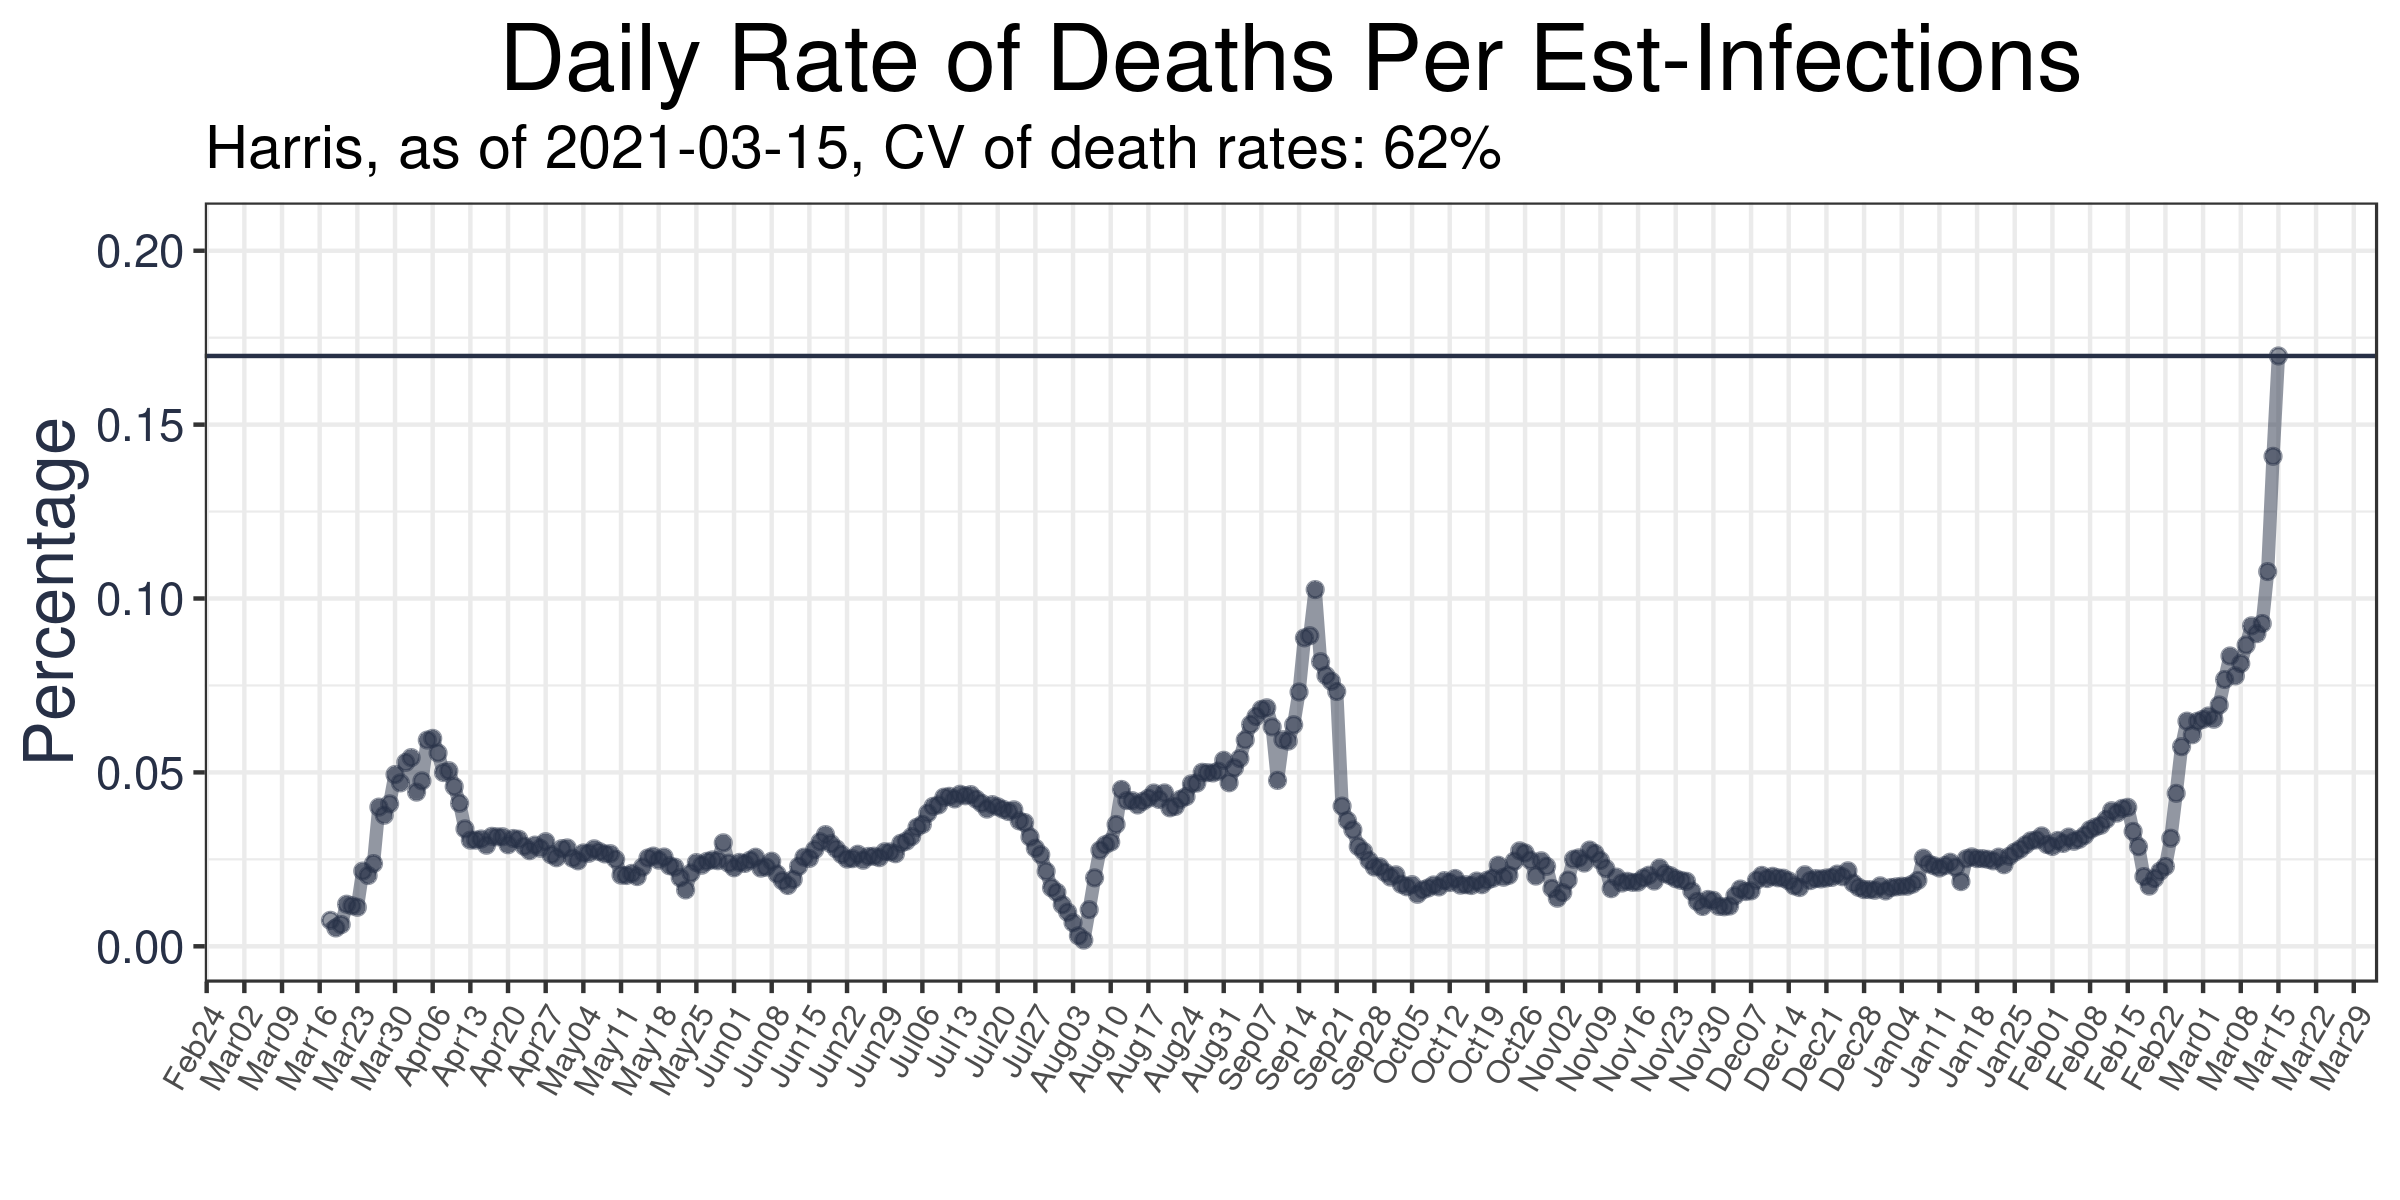 Daily Rate of Deaths Per Est-Infections
Harris, as of 2021-03-15, CV of death rates: 62%
Percentage
0.20
0.15
0.10
0.05
0.00
Feb24
Mar02
Mar09
Mar16
Mar23
Mar30
Apr06
Apr13
Apr20
Apr27
May04
May11
May18
May25
Jun01
Jun08
Jun15
Jun22
Jun29
Jul06
Jul13
Jul20
Jul27
Aug03
Aug10
Aug17
Aug24
Aug31
Sep07
Sep14
Sep21
Sep28
Oct05
Oct12
Oct19
Oct26
Nov02
Nov09
Nov16
Nov23
Nov30
Dec07
Dec14
Dec21
Dec28
Jan04
Jan11
Jan18
Jan25
Feb01
Feb08
Feb15
Feb22
Mar01
Mar08
Mar15
Mar22
Mar29